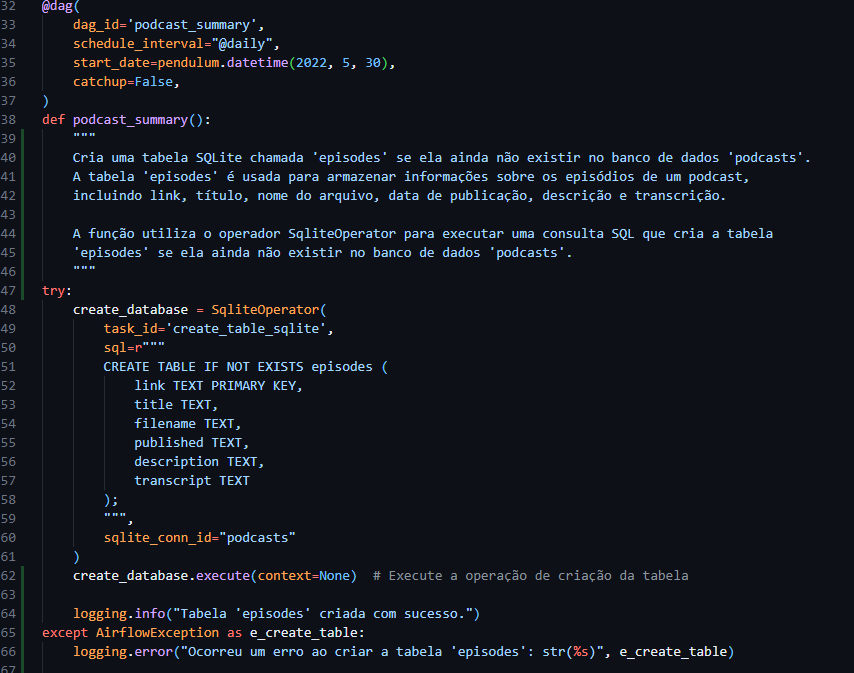 32 @dag(
33     dag_id='podcast_summary',
34     schedule_interval="@daily",
35     start_date=pendulum.datetime(2022, 5, 30),
36     catchup=False,
37 )
38 def podcast_summary():
39     """
40     Cria uma tabela SQLite chamada 'episodes' se ela ainda não existir no banco de dados 'podcasts'.
41     A tabela 'episodes' é usada para armazenar informações sobre os episódios de um podcast,
42     incluindo link, título, nome do arquivo, data de publicação, descrição e transcrição.
43
44     A função utiliza o operador SqliteOperator para executar uma consulta SQL que cria a tabela
45     'episodes' se ela ainda não existir no banco de dados 'podcasts'.
46     """
47 try:
48     create_database = SqliteOperator(
49         task_id='create_table_sqlite',
50         sql=r"""
51         CREATE TABLE IF NOT EXISTS episodes (
52             link TEXT PRIMARY KEY,
53             title TEXT,
54             filename TEXT,
55             published TEXT,
56             description TEXT,
57             transcript TEXT
58         );
59         """,
60         sqlite_conn_id="podcasts"
61     )
62     create_database.execute(context=None)  # Execute a operação de criação da tabela
63
64     logging.info("Tabela 'episodes' criada com sucesso.")
65 except AirflowException as e_create_table:
66     logging.error("Ocorreu um erro ao criar a tabela 'episodes': str(%s)", e_create_table)
67